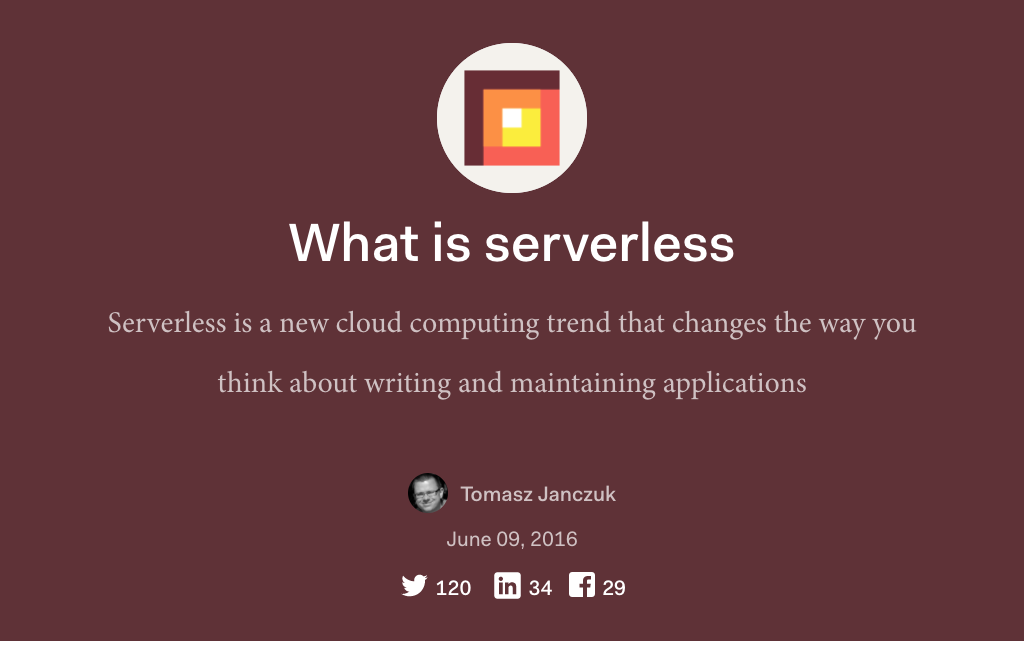 What is serverless
Serverless is a new cloud computing trend that changes the way you
think about writing and maintaining applications
Tomasz Janczuk
June 09, 2016
120 34 29